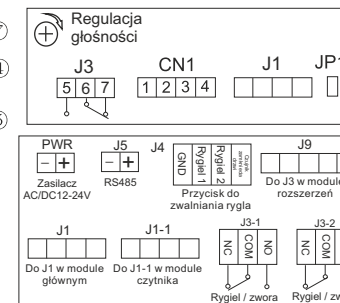 Regulacja
głośności
J3 CN1 J1 JP1
5 6 7 1 2 3 4
PWR J5 J4 J9
- + - +
GND
Rygiel 1
Rygiel 2
Zasilacz
AC/DC12-24V
RS485
Przycisk do
zwalniania rygla
Do J3 w module
rozszerzeń
J1 J1-1 J3-1 J3-2
NC COM NO NC COM
Do J1 w module
głównym
Do J1-1 w module
czytnika
Rygiel / zwora Rygiel /